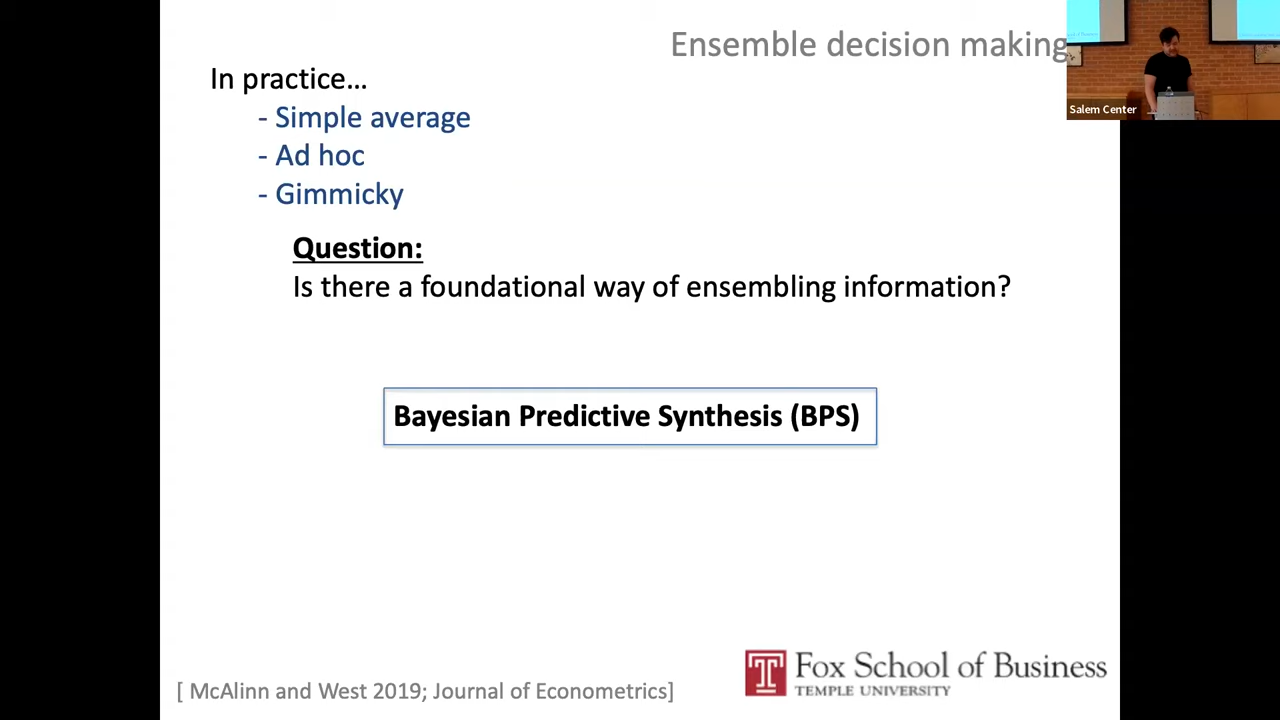 Ensemble decision making
Salem Center
In practice...
- Simple average
- Ad hoc
- Gimmicky
Question:
Is there a foundational way of ensembling information?
Bayesian Predictive Synthesis (BPS)
[ McAlinn and West 2019; Journal of Econometrics]
Fox School of Business
TEMPLE UNIVERSITY